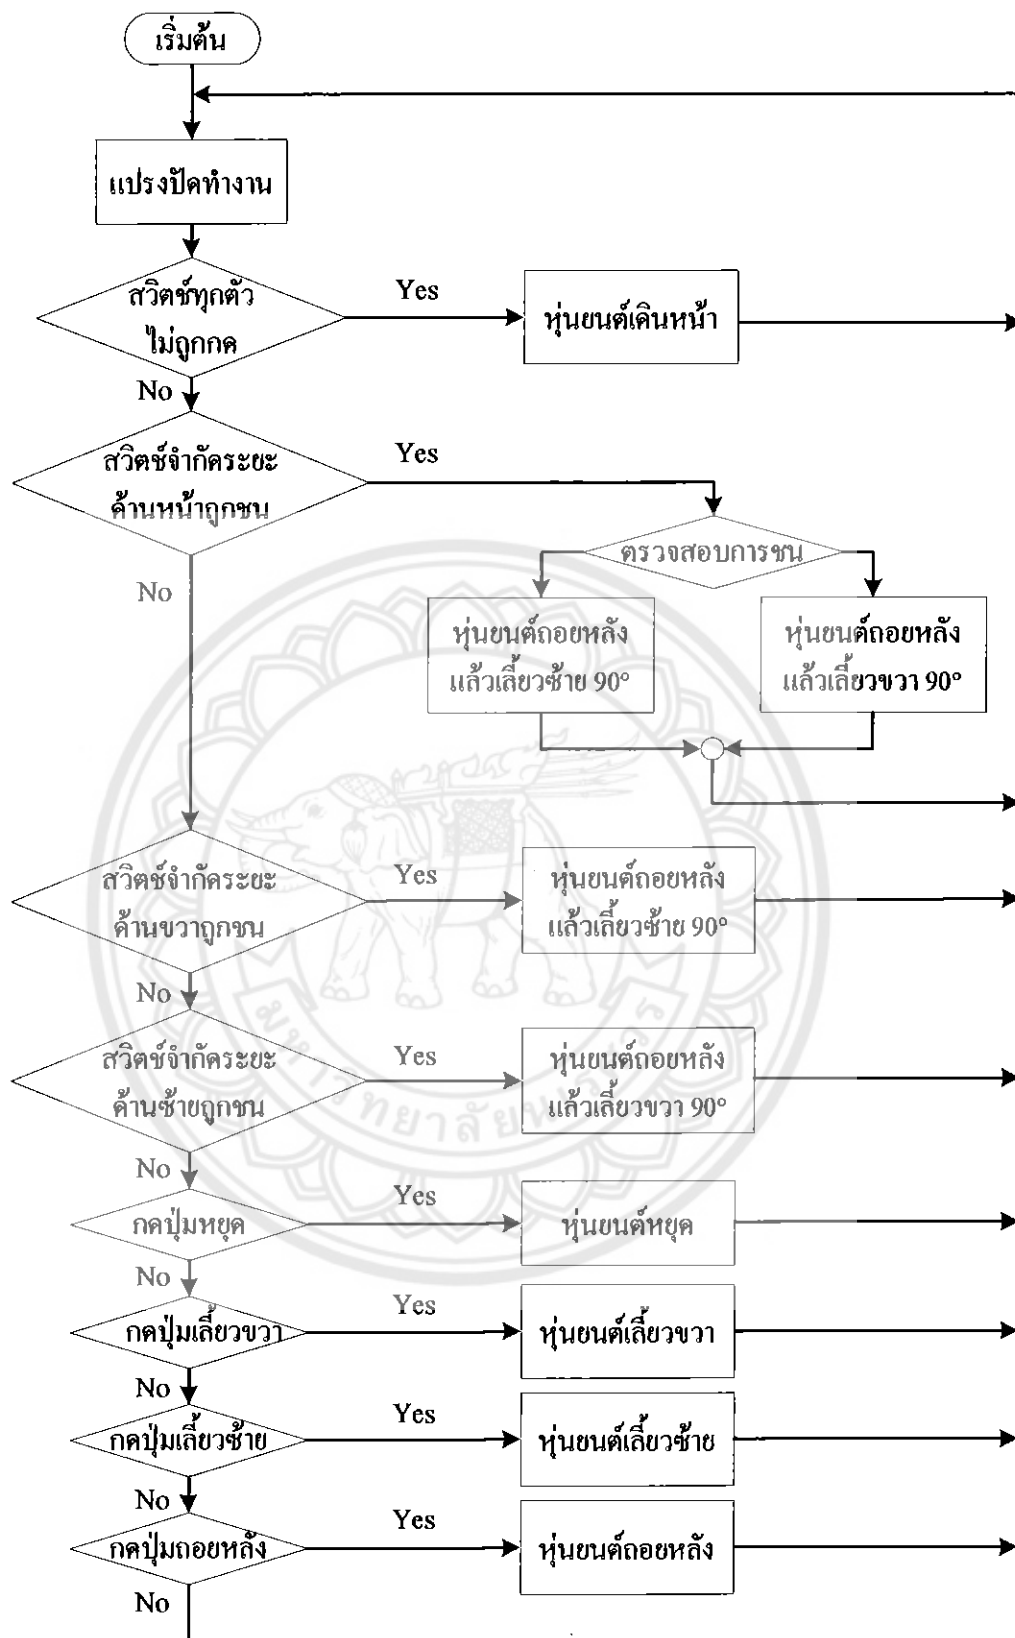 เริ่มต้น
แปรงปัดทำงาน
สวิตช์ทุกตัว
ไม่ถูกกด
Yes
หุ่นยนต์เดินหน้า
No
สวิตช์จำกัดระยะ
ด้านหน้าถูกชน
Yes
ตรวจสอบการชน
No
หุ่นยนต์ถอยหลัง
แล้วเลี้ยวซ้าย 90°
หุ่นยนต์ถอยหลัง
แล้วเลี้ยวขวา 90°
สวิตช์จำกัดระยะ
ด้านขวาถูกชน
Yes
หุ่นยนต์ถอยหลัง
แล้วเลี้ยวซ้าย 90°
No
สวิตช์จำกัดระยะ
ด้านซ้ายถูกชน
Yes
หุ่นยนต์ถอยหลัง
แล้วเลี้ยวขวา 90°
มหาวิทยาลัยนเรศวร
No
กดปุ่มหยุด
Yes
หุ่นยนต์หยุด
No
กดปุ่มเลี้ยวขวา
Yes
หุ่นยนต์เลี้ยวขวา
No
กดปุ่มเลี้ยวซ้าย
Yes
หุ่นยนต์เลี้ยวซ้าย
No
กดปุ่มถอยหลัง
Yes
หุ่นยนต์ถอยหลัง
No